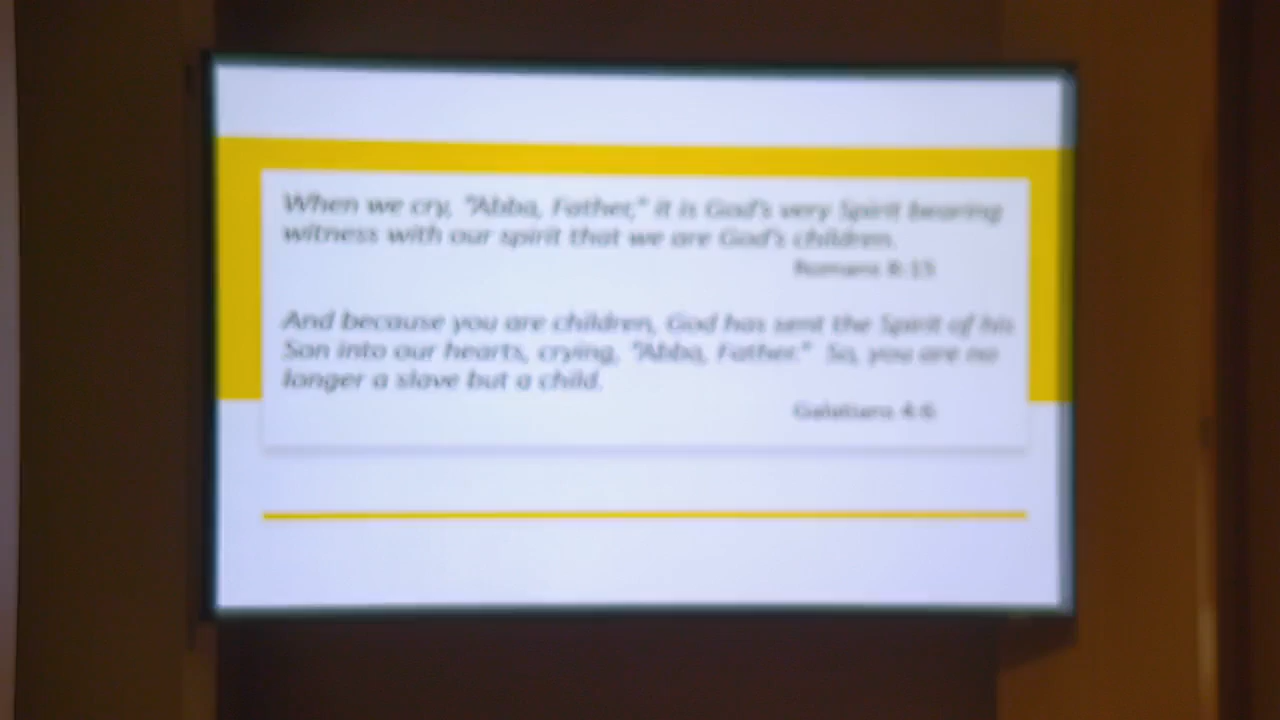 When we cry, "Abba, Father," it is God's very Spirit bearing
witness with our spirit that we are God's children.
Romans 8:15
And because you are children, God has sent the Spirit of his
Son into our hearts, crying, "Abba, Father." So, you are no
longer a slave but a child.
Galatians 4:6